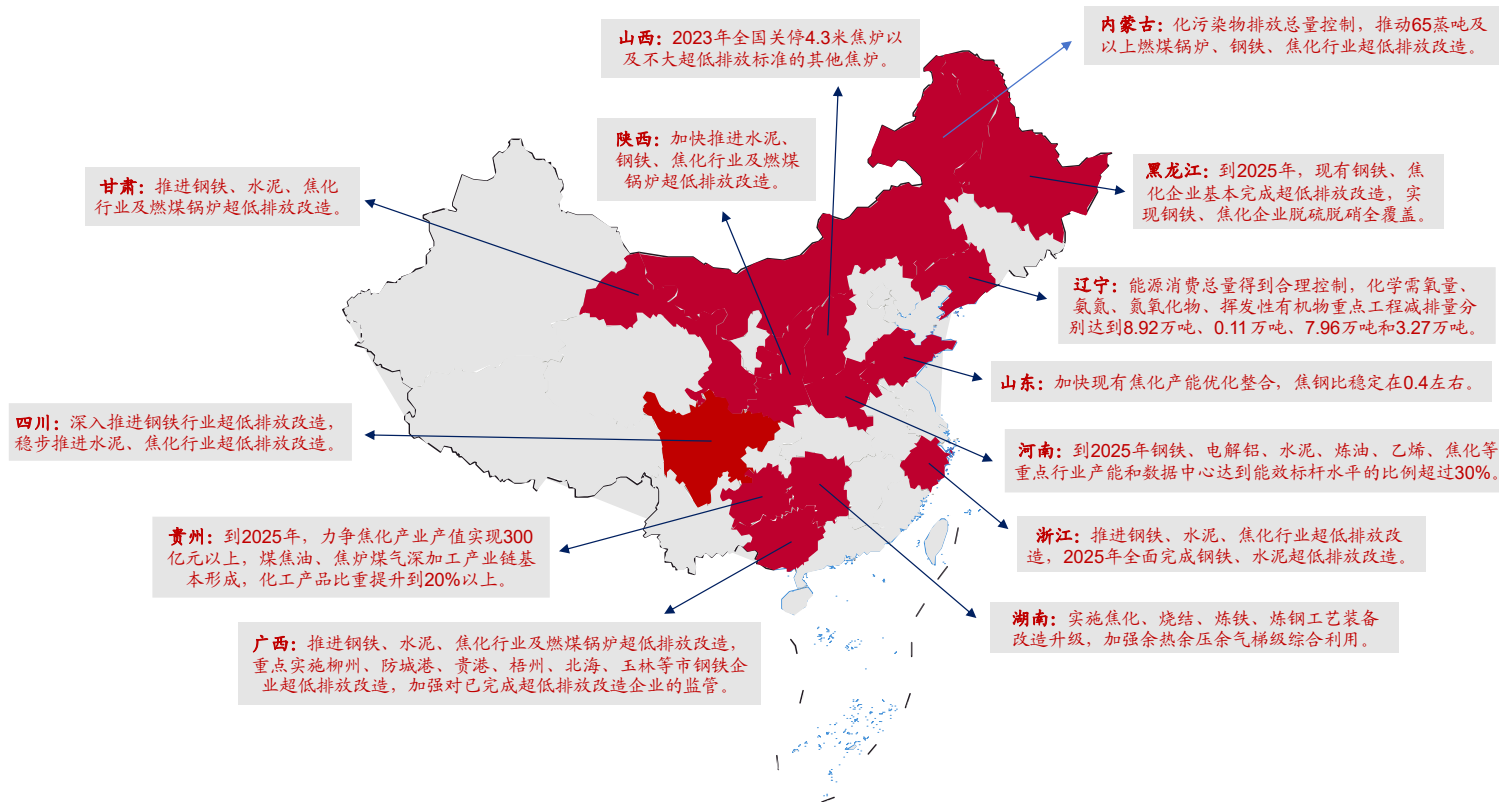 山西：2023年全国关停4.3米焦炉以
及不大超低排放标准的其他焦炉。
内蒙古：化污染物排放总量控制，推动65蒸吨及
以上燃煤锅炉、钢铁、焦化行业超低排放改造。
陕西：加快推进水泥、
钢铁、焦化行业及燃煤
锅炉超低排放改造。
甘肃：推进钢铁、水泥、焦化
行业及燃煤锅炉超低排放改造。
黑龙江：到2025年，现有钢铁、焦
化企业基本完成超低排放改造，实
现钢铁、焦化企业脱硫脱硝全覆盖。
辽宁：能源消费总量得到合理控制，化学需氧量、
氨氮、氮氧化物、挥发性有机物重点工程减排量分
别达到8.92万吨、0.11万吨、7.96万吨和3.27万吨。
山东：加快现有焦化产能优化整合，焦钢比稳定在0.4左右。
四川：深入推进钢铁行业超低排放改造，
稳步推进水泥、焦化行业超低排放改造。
河南：到2025年钢铁、电解铝、水泥、炼油、乙烯、焦化等
重点行业产能和数据中心达到能效标杆水平的比例超过30%。
贵州：到2025年，力争焦化产业产值实现300
亿元以上，煤焦油、焦炉煤气深加工产业链基
本形成，化工产品比重提升到20%以上。
浙江：推进钢铁、水泥、焦化行业超低排放改
造，2025年全面完成钢铁、水泥超低排放改造。
湖南：实施焦化、烧结、炼铁、炼钢工艺装备
改造升级，加强余热余压余气梯级综合利用。
广西：推进钢铁、水泥、焦化行业及燃煤锅炉超低排放改造，
重点实施柳州、防城港、贵港、梧州、北海、玉林等市钢铁企
业超低排放改造，加强对已完成超低排放改造企业的监管。